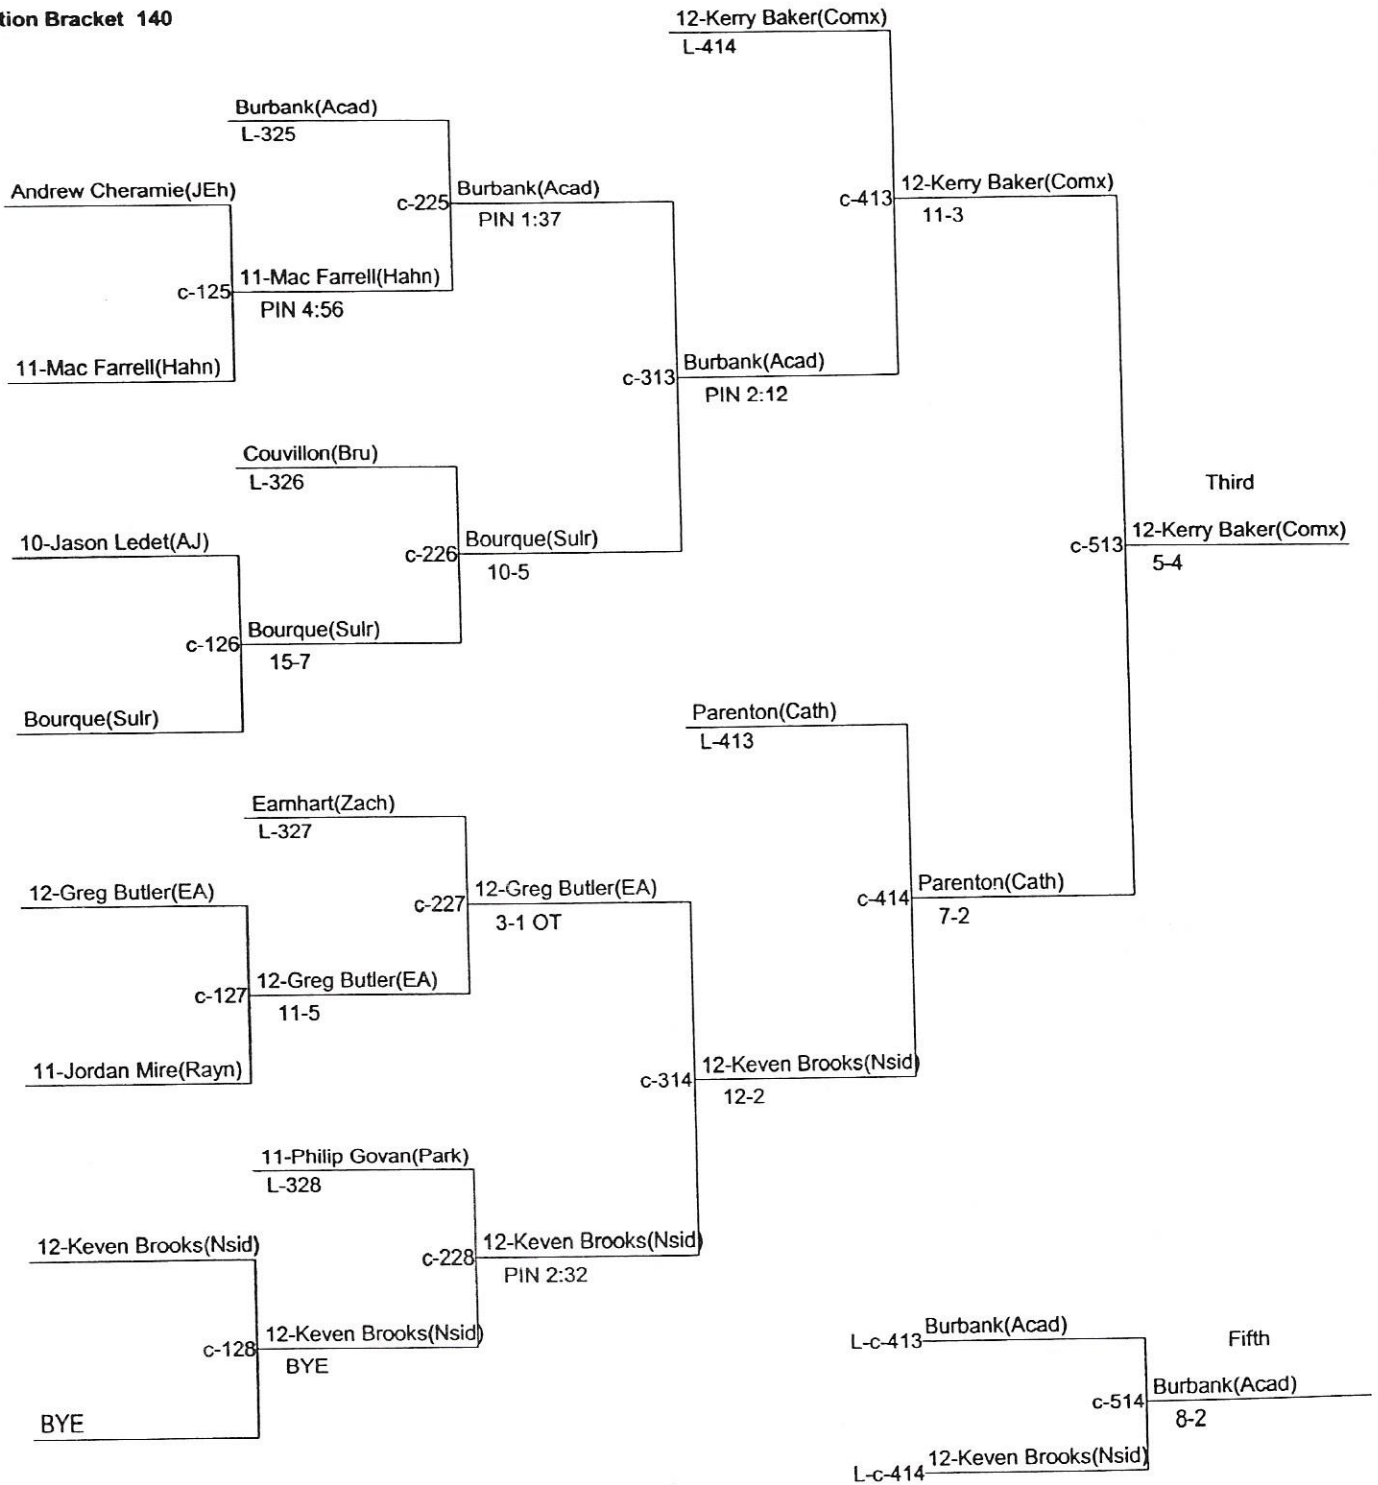 tion Bracket 140
12-Kerry Baker(Comx)
L-414
Burbank(Acad)
L-325
Andrew Cheramie(JEh)
c-225
Burbank(Acad)
PIN 1:37
c-413
12-Kerry Baker(Comx)
11-3
c-125
11-Mac Farrell(Hahn)
PIN 4:56
11-Mac Farrell(Hahn)
c-313
Burbank(Acad)
PIN 2:12
Couvillon(Bru)
L-326
Third
10-Jason Ledet(AJ)
c-226
Bourque(Sulr)
10-5
c-513
12-Kerry Baker(Comx)
5-4
c-126
Bourque(Sulr)
15-7
Bourque(Sulr)
Parenton(Cath)
L-413
Earnhart(Zach)
L-327
12-Greg Butler(EA)
c-227
12-Greg Butler(EA)
3-1 OT
c-414
Parenton(Cath)
7-2
c-127
12-Greg Butler(EA)
11-5
11-Jordan Mire(Rayn)
c-314
12-Keven Brooks(Nsid)
12-2
11-Philip Govan(Park)
L-328
12-Keven Brooks(Nsid)
c-228
12-Keven Brooks(Nsid)
PIN 2:32
c-128
12-Keven Brooks(Nsid)
BYE
BYE
L-c-413
Burbank(Acad)
Fifth
c-514
Burbank(Acad)
8-2
L-c-414
12-Keven Brooks(Nsid)